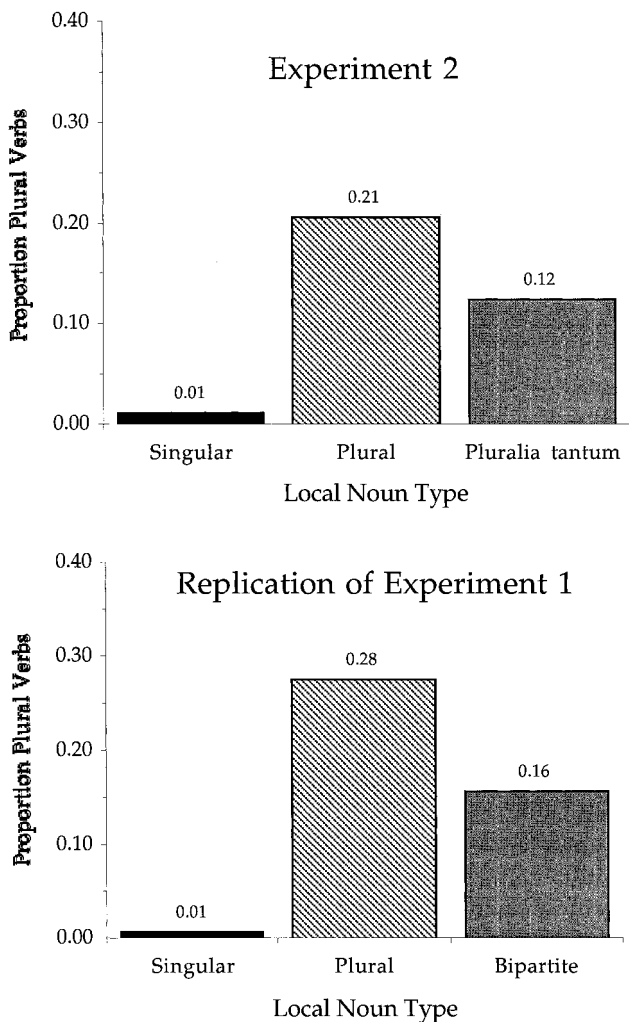 0.40
Experiment 2
0.30
Proportion Plural Verbs
0.21
0.20
0.12
0.10
0.01
0.00
Singular Plural Pluralia tantum
Local Noun Type
0.40
Replication of Experiment 1
0.30
Proportion Plural Verbs
0.28
0.20
0.16
0.10
0.01
0.00
Singular Plural Bipartite
Local Noun Type